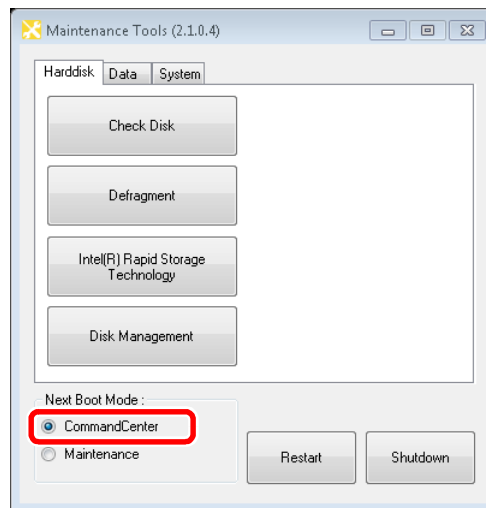 Maintenance Tools (2.1.0.4)
Harddisk Data System
Check Disk
Defragment
Intel(R) Rapid Storage
Technology
Disk Management
Next Boot Mode :
CommandCenter
Maintenance
Restart Shutdown